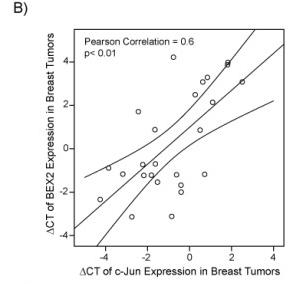 B)
Pearson Correlation = 0.6
p< 0.01
ΔCT of BEX2 Expression in Breast Tumors
4
2
0
-2
-4
-4 -2 0 2 4
ΔCT of c-Jun Expression in Breast Tumors